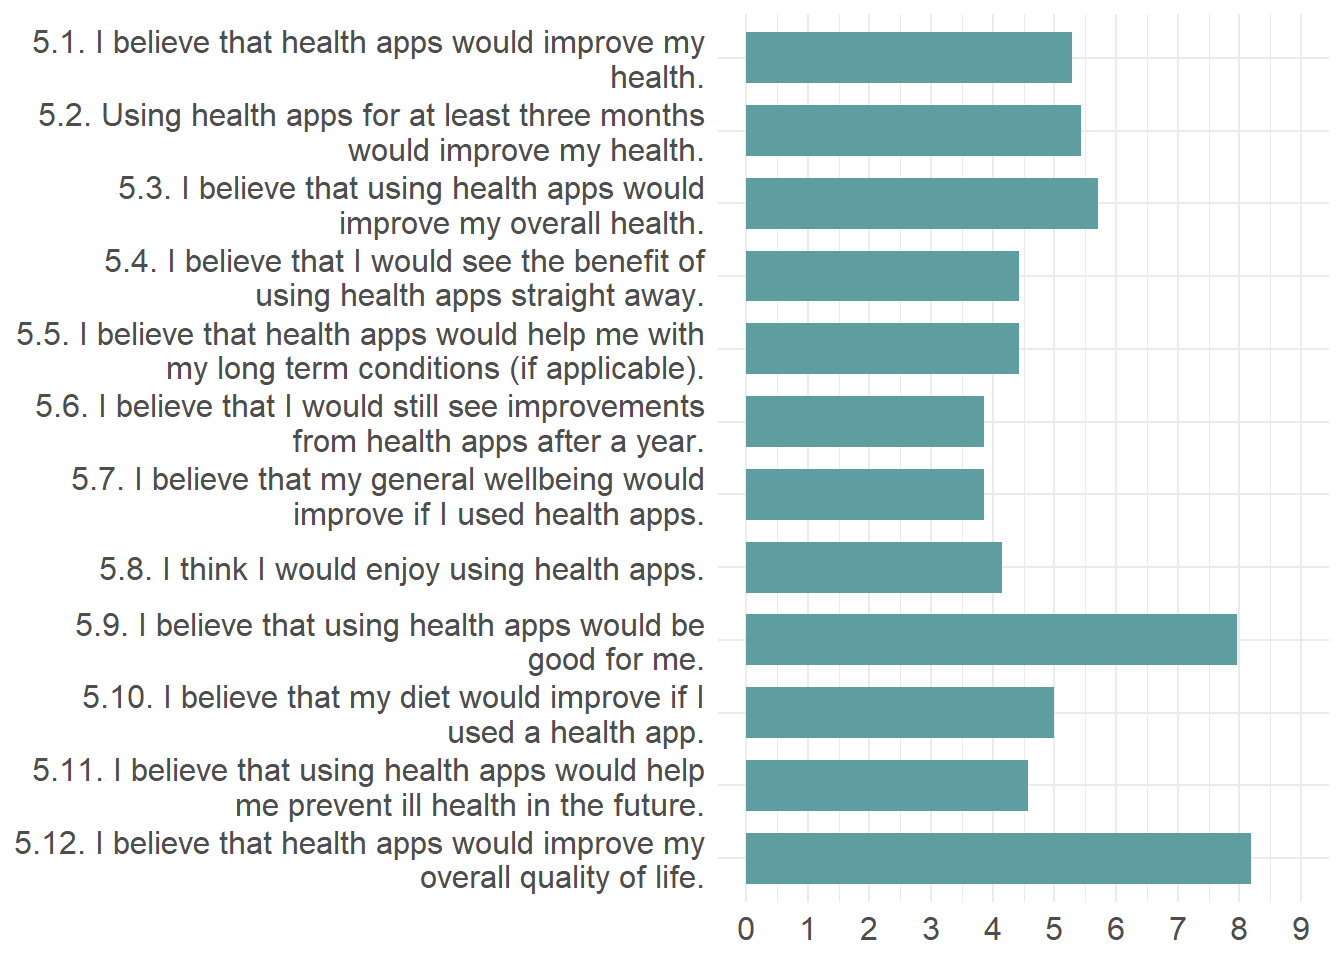 5.1. I believe that health apps would improve my
health.
5.2. Using health apps for at least three months
would improve my health.
5.3. I believe that using health apps would
improve my overall health.
5.4. I believe that I would see the benefit of
using health apps straight away.
5.5. I believe that health apps would help me with
my long term conditions (if applicable).
5.6. I believe that I would still see improvements
from health apps after a year.
5.7. I believe that my general wellbeing would
improve if I used health apps.
5.8. I think I would enjoy using health apps.
5.9. I believe that using health apps would be
good for me.
5.10. I believe that my diet would improve if I
used a health app.
5.11. I believe that using health apps would help
me prevent ill health in the future.
5.12. I believe that health apps would improve my
overall quality of life.
0 1 2 3 4 5 6 7 8 9